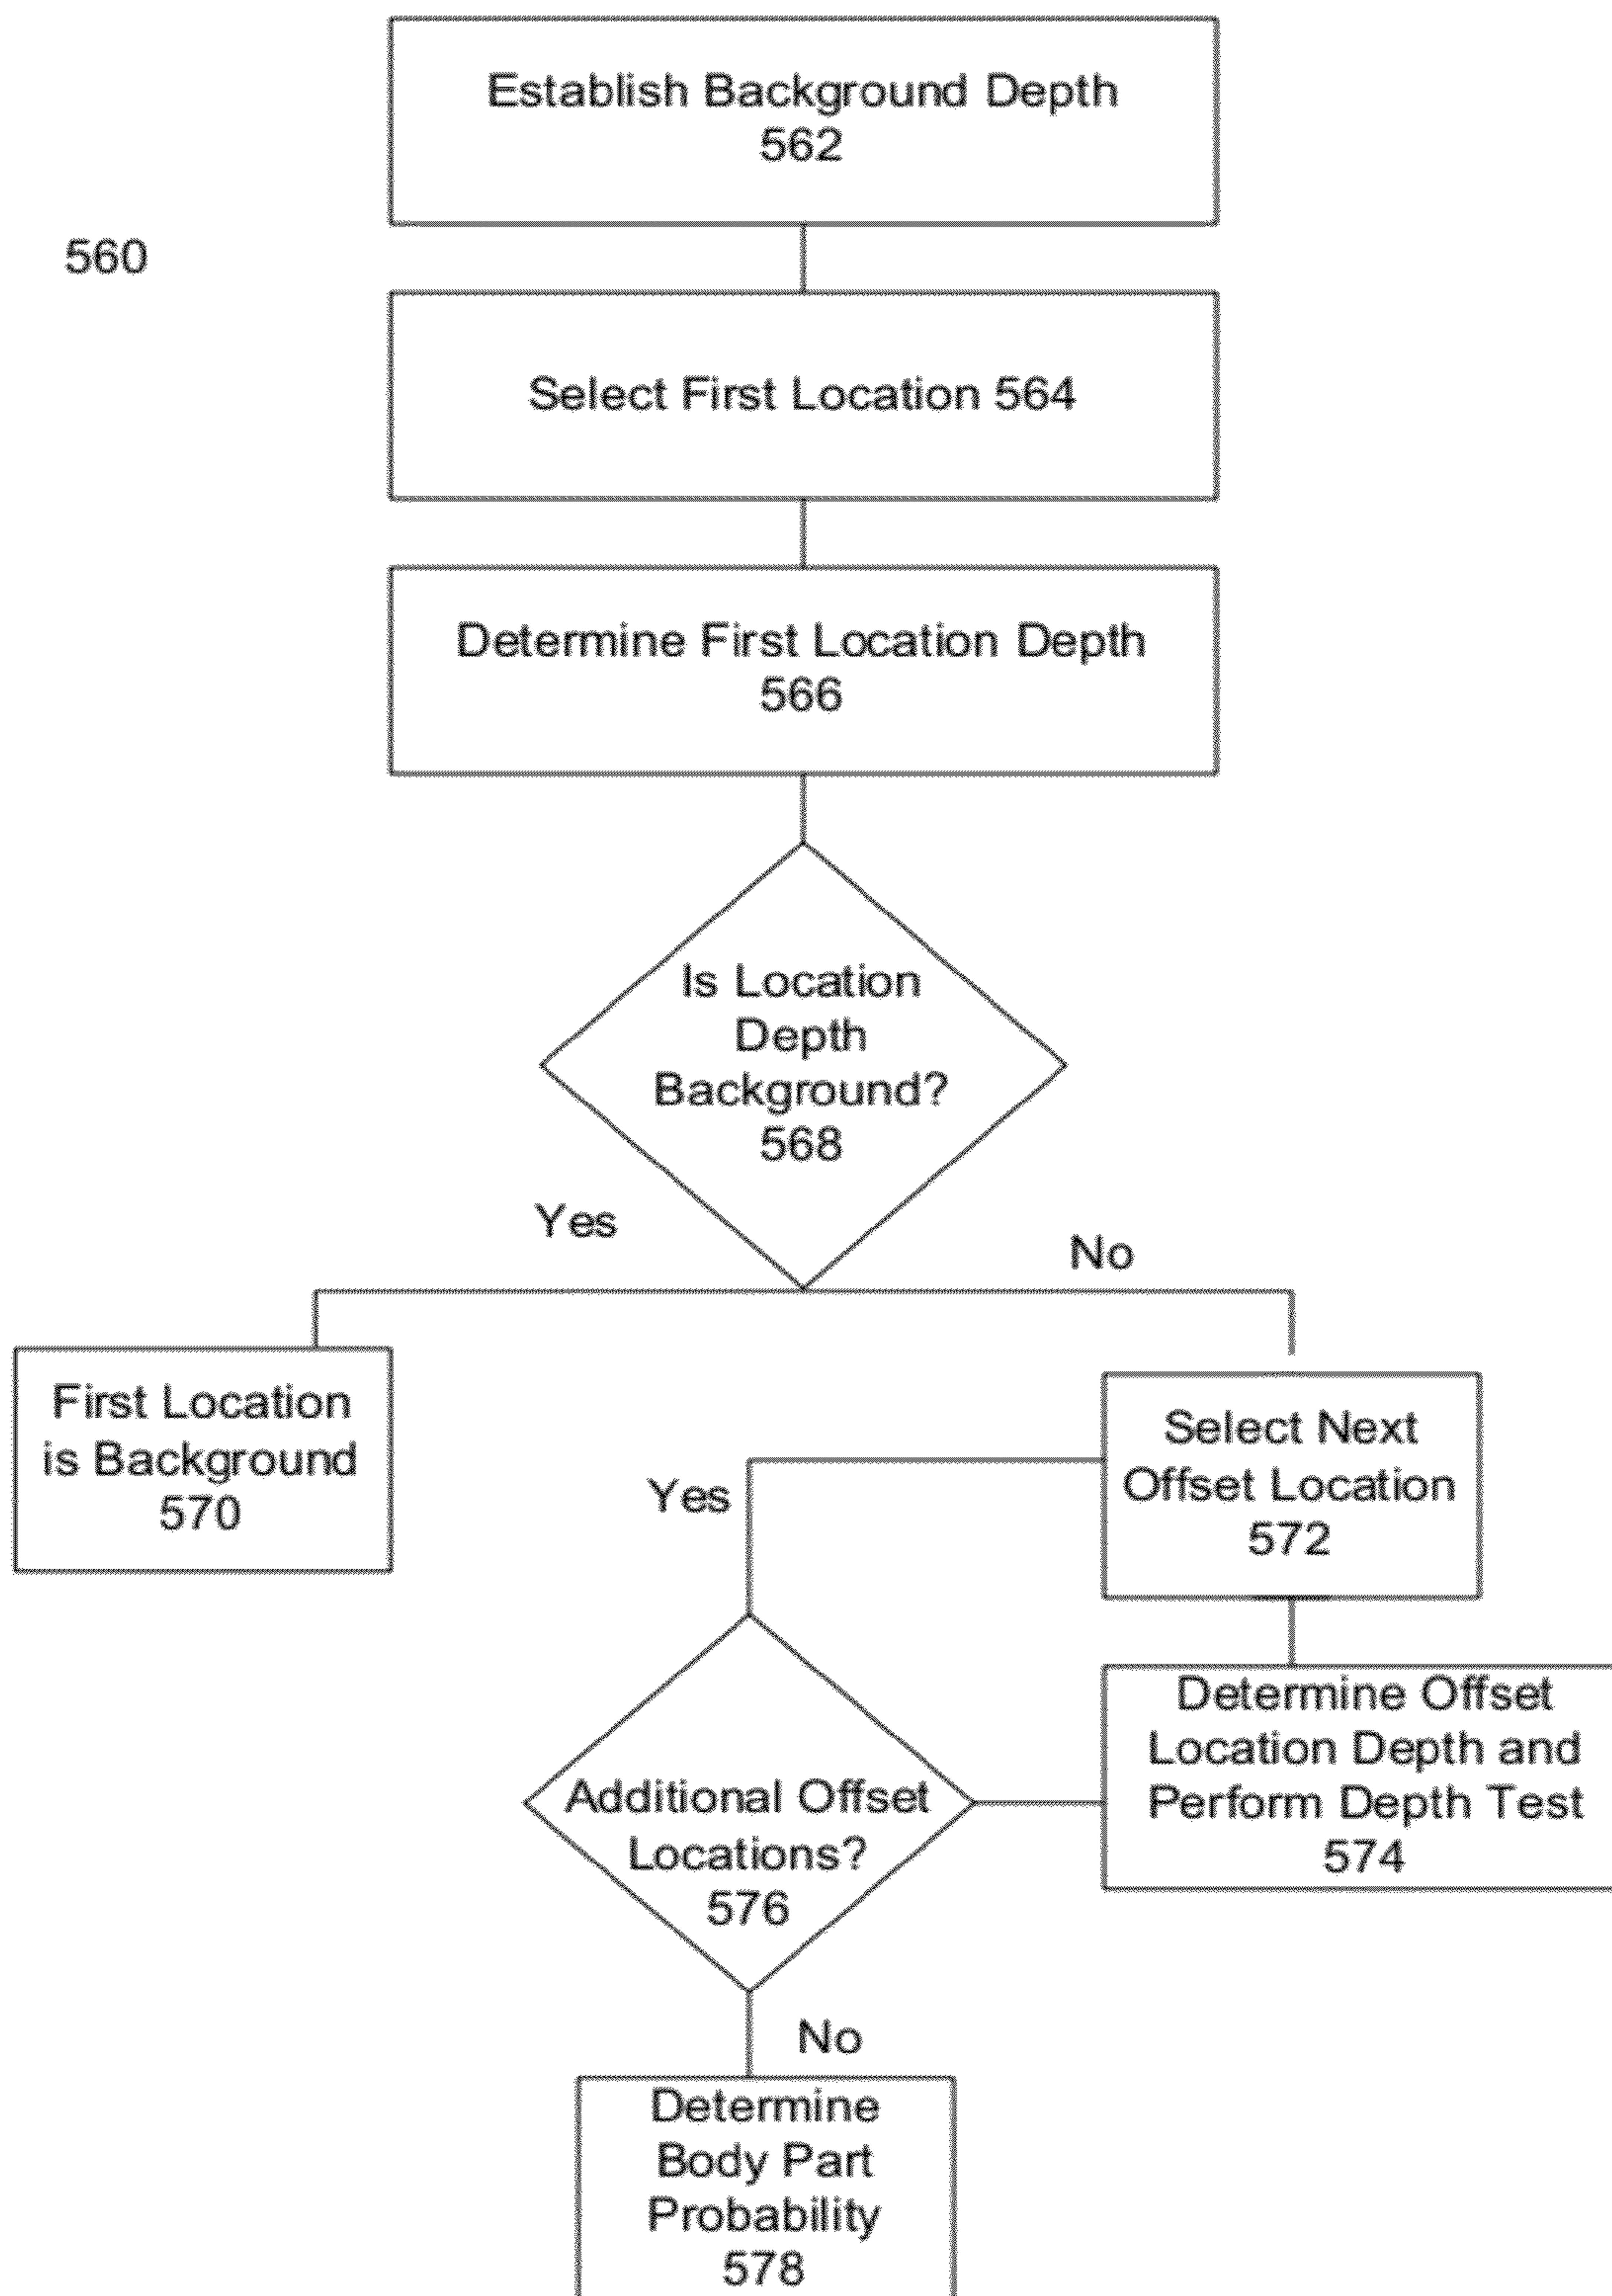 Establish Background Depth
562
560
Select First Location 564
Determine First Location Depth
566
Is Location
Depth
Background?
568
Yes
No
First Location
is Background
570
Select Next
Offset Location
572
Yes
Determine Offset
Location Depth and
Perform Depth Test
574
Additional Offset
Locations?
576
No
Determine
Body Part
Probability
578